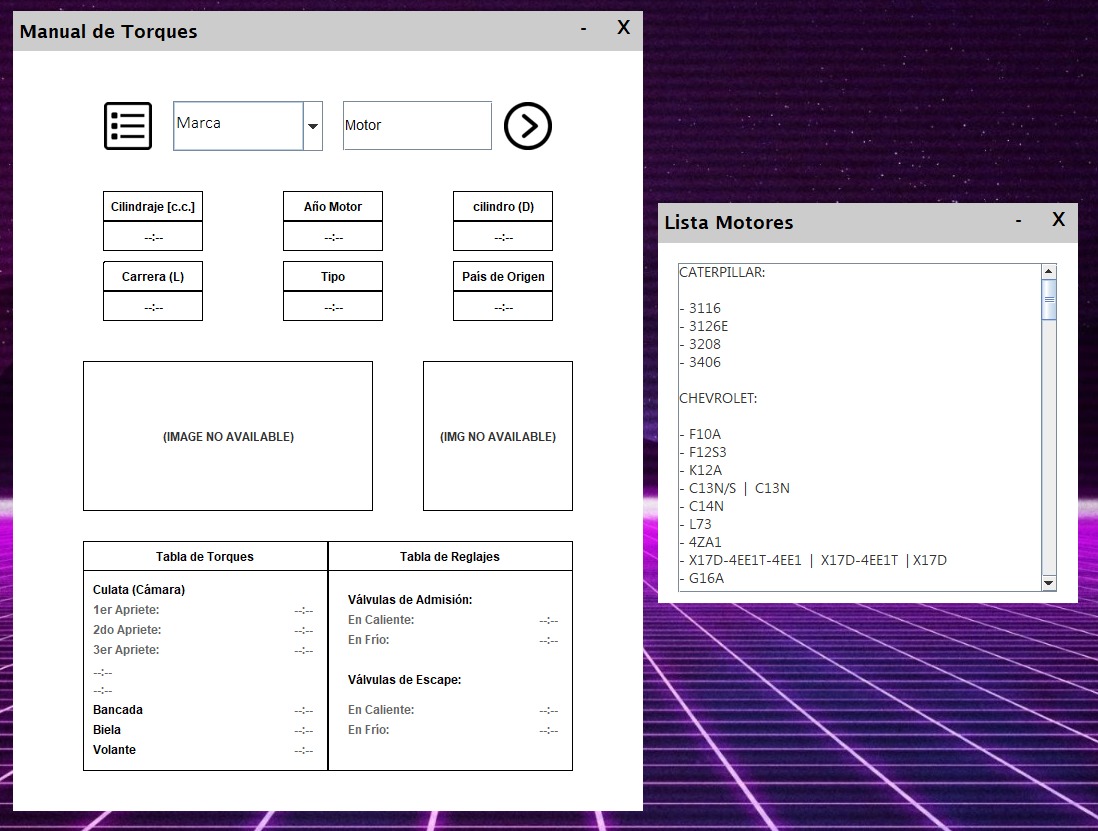 Manual de Torques - X
Marca Motor
Cilindraje [c.c.] Año Motor cilindro (D)
--:-- --:-- --:--
Carrera (L) Tipo País de Origen
--:-- --:-- --:--
(IMAGE NO AVAILABLE) (IMG NO AVAILABLE)
Tabla de Torques
Culata (Cámara)
1er Apriete: --:--
2do Apriete: --:--
3er Apriete: --:--
--:--
--:--
Bancada --:--
Biela --:--
Volante --:--
Tabla de Reglajes
Válvulas de Admisión:
En Caliente: --:--
En Frío: --:--
Válvulas de Escape:
En Caliente: --:--
En Frío: --:--
Lista Motores - X
CATERPILLAR:
- 3116
- 3126E
- 3208
- 3406
CHEVROLET:
- F10A
- F12S3
- K12A
- C13N/S | C13N
- C14N
- L73
- 4ZA1
- X17D-4EE1T-4EE1 | X17D-4EE1T | X17D
- G16A